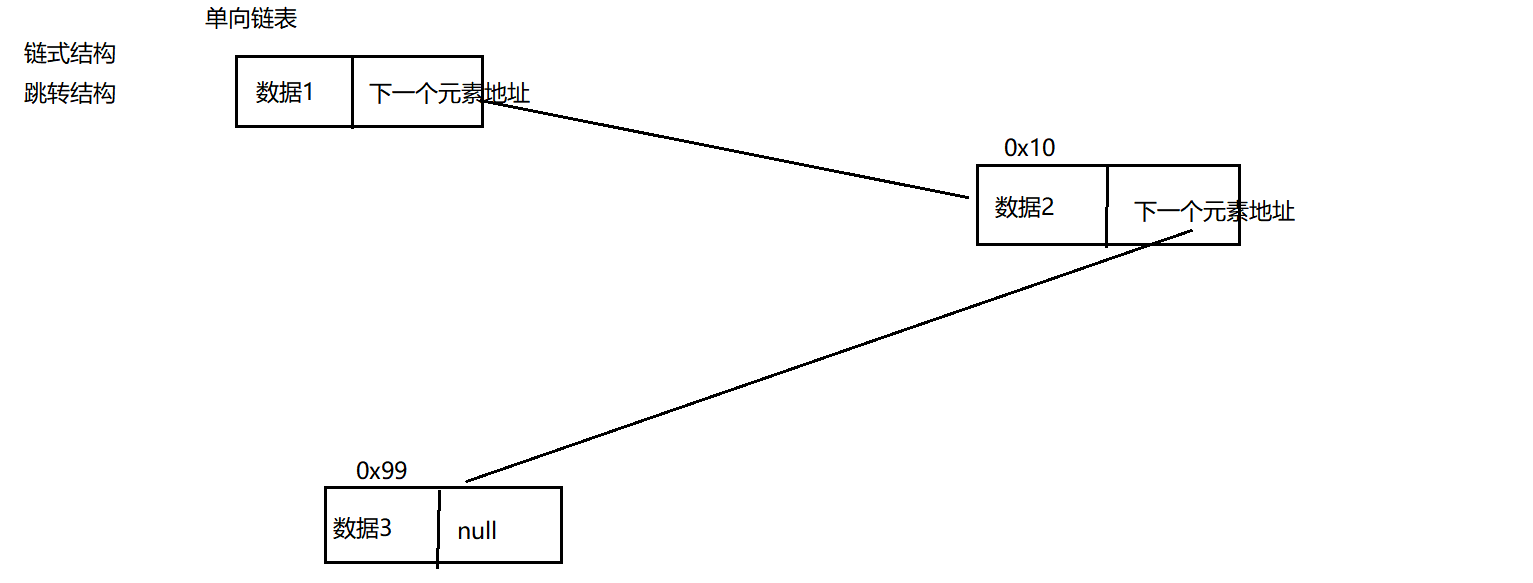 单向链表
链式结构
跳转结构
数据1
下一个元素地址
0x10
数据2
下一个元素地址
0x99
数据3
null